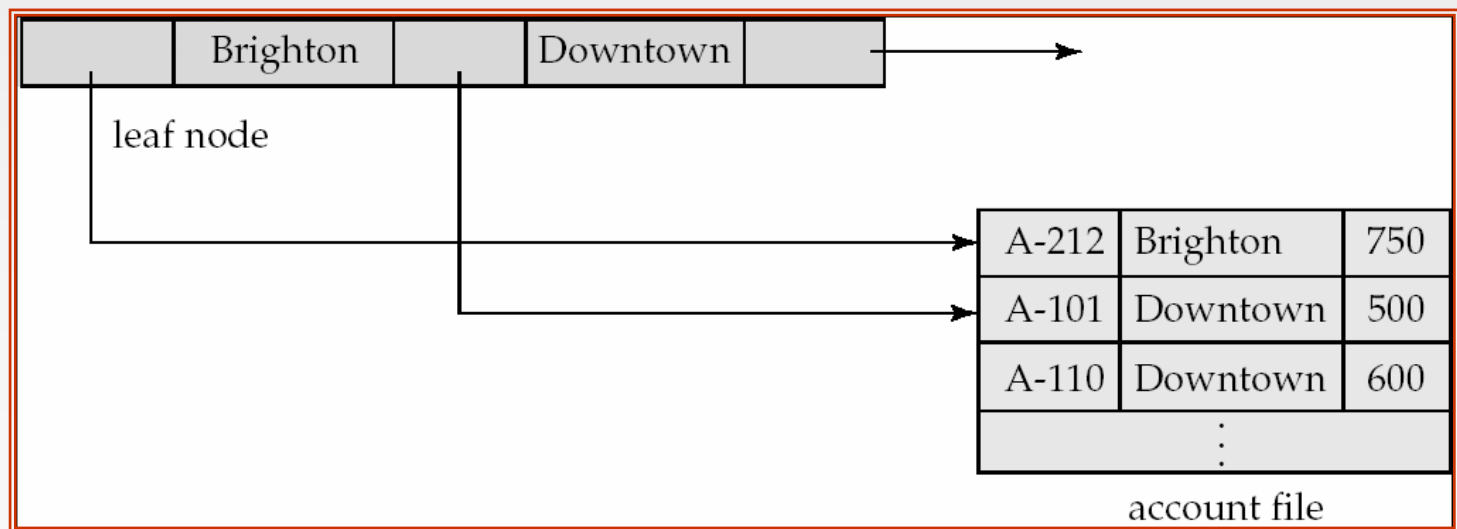 Brighton Downtown
leaf node
A-212 Brighton 750
A-101 Downtown 500
A-110 Downtown 600
⋮
account file